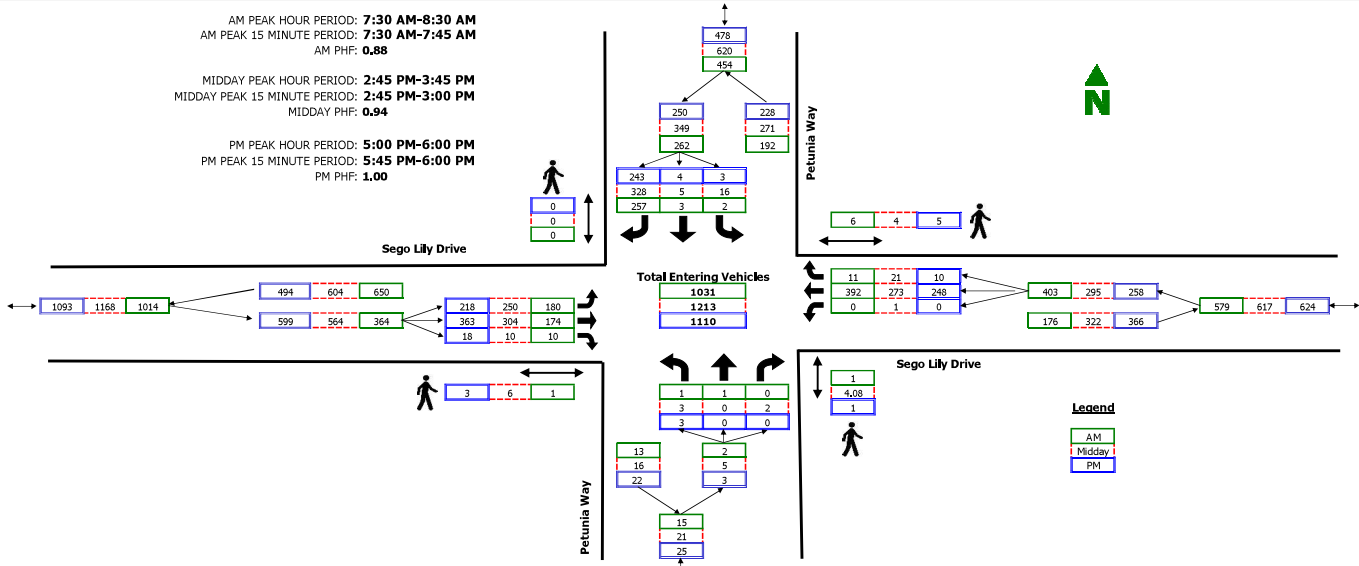 AM PEAK HOUR PERIOD: 7:30 AM-8:30 AM
AM PEAK 15 MINUTE PERIOD: 7:30 AM-7:45 AM
AM PHF: 0.88
MIDDAY PEAK HOUR PERIOD: 2:45 PM-3:45 PM
MIDDAY PEAK 15 MINUTE PERIOD: 2:45 PM-3:00 PM
MIDDAY PHF: 0.94
PM PEAK HOUR PERIOD: 5:00 PM-6:00 PM
PM PEAK 15 MINUTE PERIOD: 5:45 PM-6:00 PM
PM PHF: 1.00
478
620
454
250
349
262
228
271
192
243 4 3
328 5 16
257 3 2
Petunia Way
N
0
0
0
6 4 5
Sego Lily Drive
Total Entering Vehicles
1031
1213
1110
1093 1168 1014
494 604 650
599 564 364
218 250 180
363 304 174
18 10 10
11 21 10
392 273 248
0 1 0
403 295 258
176 322 366
579 617 624
Sego Lily Drive
3 6 1
1 1 0
3 0 2
3 0 0
13
16
22
2
5
3
15
21
25
Petunia Way
1
4.08
1
Legend
AM
Midday
PM